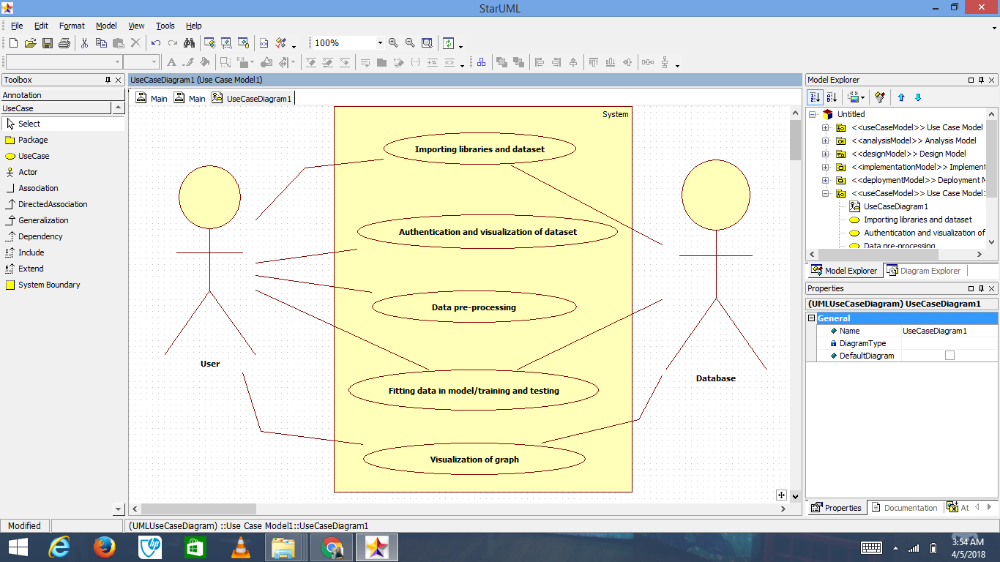 StarUML
File Edit Format Model View Tools Help
100%
Toolbox
Annotation
UseCase
Select
Package
UseCase
Actor
Association
DirectedAssociation
Generalization
Dependency
Include
Extend
System Boundary
UseCaseDiagram1 (Use Case Model1)
Main Main UseCaseDiagram1
System
Importing libraries and dataset
Authentication and visualization of dataset
Data pre-processing
Fitting data in model/training and testing
Visualization of graph
User
Database
Model Explorer
Untitled
<<useCaseModel>> Use Case Model
<<analysisModel>> Analysis Model
<<designModel>> Design Model
<<implementationModel>> Implement
<<deploymentModel>> Deployment M
<<useCaseModel>> Use Case Model1
UseCaseDiagram1
Importing libraries and dataset
Authentication and visualization of
Data pre-processing
Model Explorer Diagram Explorer
Properties
(UMLUseCaseDiagram) UseCaseDiagram1
General
Name UseCaseDiagram1
DiagramType
DefaultDiagram
Properties Documentation At
Modified
(UMLUseCaseDiagram) ::Use Case Model1::UseCaseDiagram1
hp
3:54 AM
4/5/2018